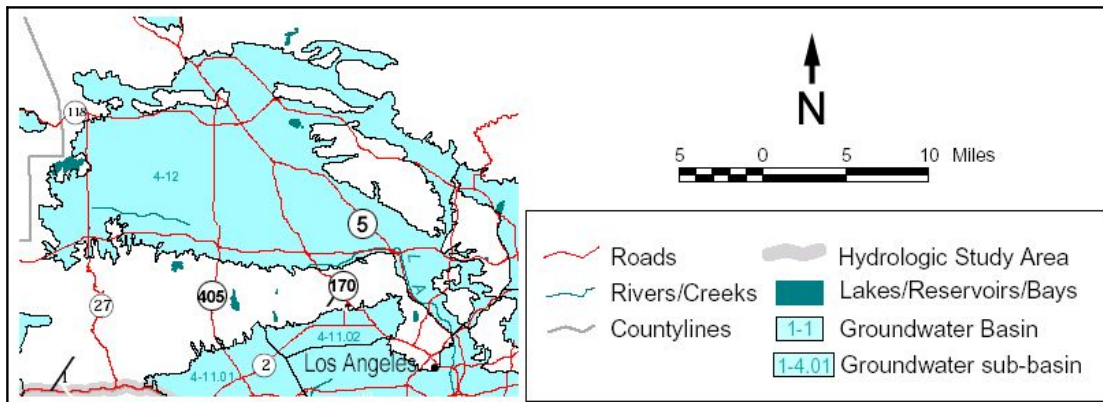 118
4-12
5
L. A.
27
405
170
4-11.02
Los Angeles
2
4-11.01
1
N
5 0 5 10 Miles
Roads
Rivers/Creeks
Countylines
Hydrologic Study Area
Lakes/Reservoirs/Bays
1-1 Groundwater Basin
1-4.01 Groundwater sub-basin